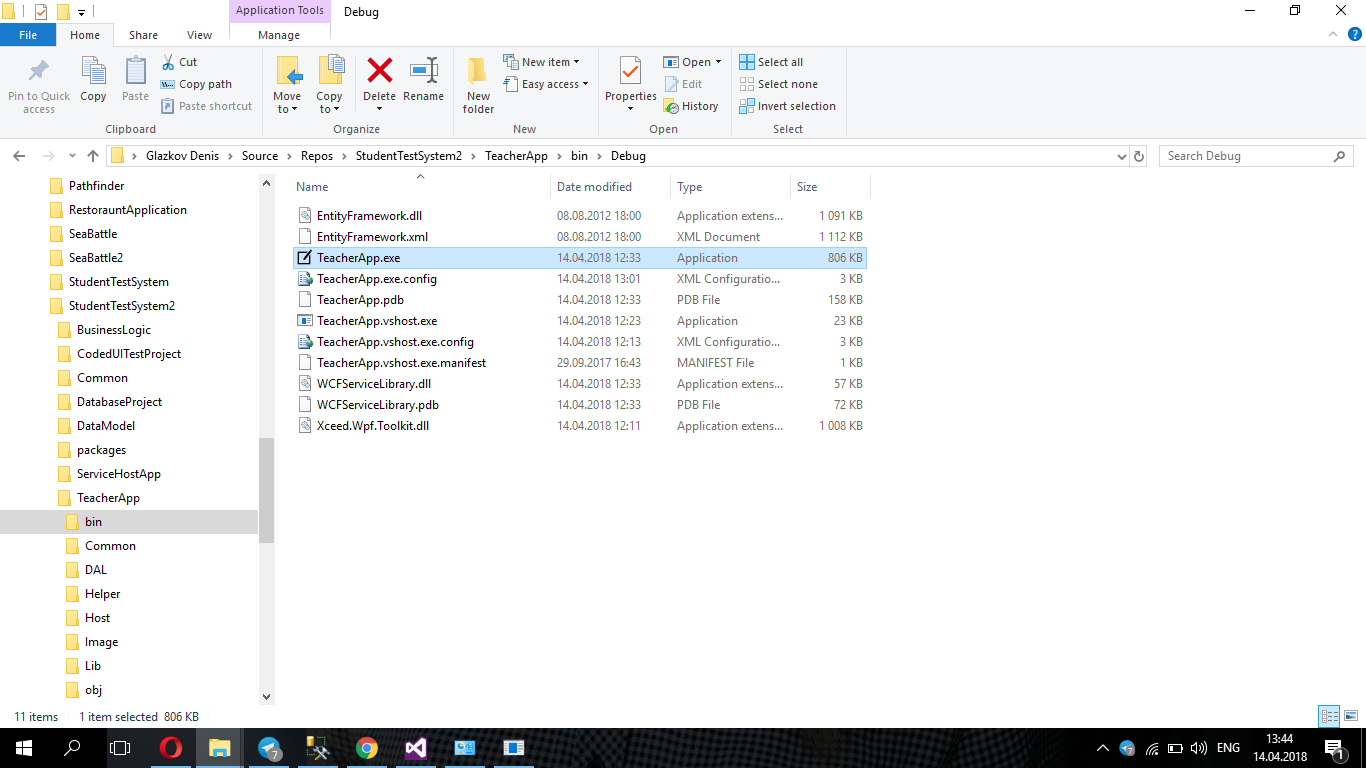 Application Tools
Debug
File Home Share View Manage
Pin to Quick access
Copy
Paste
Cut
Copy path
Paste shortcut
Clipboard
Move to
Copy to
Delete
Rename
Organize
New folder
New item
Easy access
New
Properties
Open
Edit
History
Open
Select all
Select none
Invert selection
Select
Glazkov Denis > Source > Repos > StudentTestSystem2 > TeacherApp > bin > Debug
Search Debug
Pathfinder
RestorauntApplication
SeaBattle
SeaBattle2
StudentTestSystem
StudentTestSystem2
BusinessLogic
CodedUITestProject
Common
DatabaseProject
DataModel
packages
ServiceHostApp
TeacherApp
bin
Common
DAL
Helper
Host
Image
Lib
obj
Name Date modified Type Size
EntityFramework.dll 08.08.2012 18:00 Application extens... 1 091 KB
EntityFramework.xml 08.08.2012 18:00 XML Document 1 112 KB
TeacherApp.exe 14.04.2018 12:33 Application 806 KB
TeacherApp.exe.config 14.04.2018 13:01 XML Configuratio... 3 KB
TeacherApp.pdb 14.04.2018 12:33 PDB File 158 KB
TeacherApp.vshost.exe 14.04.2018 12:23 Application 23 KB
TeacherApp.vshost.exe.config 14.04.2018 12:13 XML Configuratio... 3 KB
TeacherApp.vshost.exe.manifest 29.09.2017 16:43 MANIFEST File 1 KB
WCFServiceLibrary.dll 14.04.2018 12:33 Application extens... 57 KB
WCFServiceLibrary.pdb 14.04.2018 12:33 PDB File 72 KB
Xceed.Wpf.Toolkit.dll 14.04.2018 12:11 Application extens... 1 008 KB
11 items 1 item selected 806 KB
7
7
ENG
13:44
14.04.2018
1